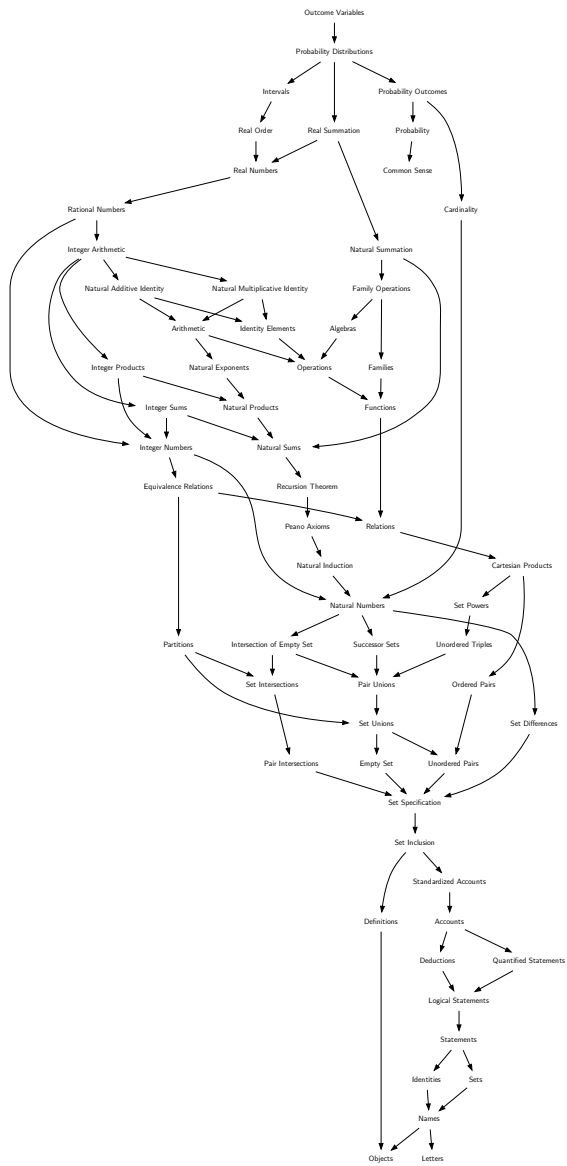 Outcome Variables
Probability Distributions
Intervals
Probability Outcomes
Real Order
Real Summation
Probability
Real Numbers
Common Sense
Rational Numbers
Cardinality
Integer Arithmetic
Natural Summation
Natural Additive Identity
Natural Multiplicative Identity
Family Operations
Arithmetic
Identity Elements
Algebras
Integer Products
Natural Exponents
Operations
Families
Integer Sums
Natural Products
Functions
Integer Numbers
Natural Sums
Equivalence Relations
Recursion Theorem
Peano Axioms
Relations
Natural Induction
Cartesian Products
Natural Numbers
Set Powers
Partitions
Intersection of Empty Set
Successor Sets
Unordered Triples
Set Intersections
Pair Unions
Ordered Pairs
Set Unions
Set Differences
Pair Intersections
Empty Set
Unordered Pairs
Set Specification
Set Inclusion
Standardized Accounts
Definitions
Accounts
Deductions
Quantified Statements
Logical Statements
Statements
Identities
Sets
Names
Objects
Letters